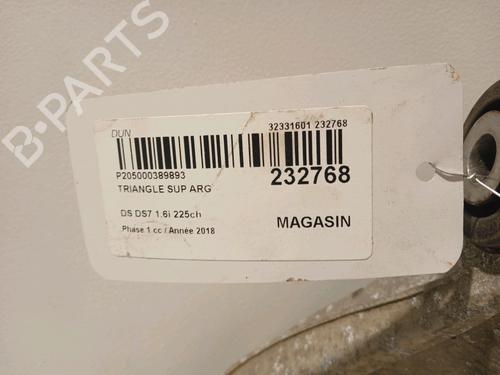 B-PARTS
DUN
32331601 232768
P205000389893
232768
TRIANGLE SUP ARG
DS DS7 1.6i 225ch
MAGASIN
Phase 1 cc / Année 2018